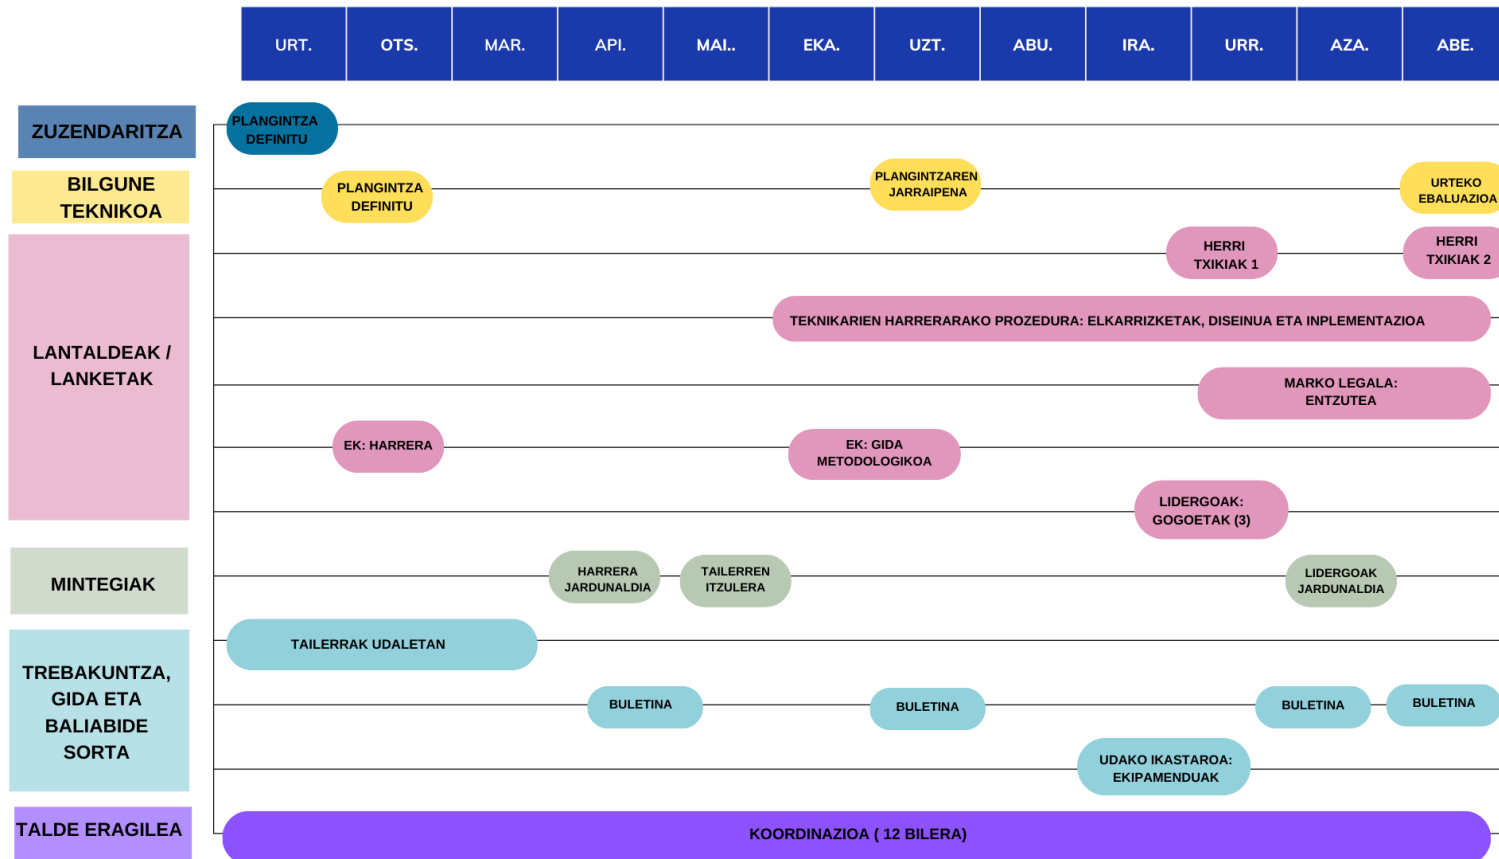 URT. OTS. MAR. API. MAI.. EKA. UZT. ABU. IRA. URR. AZA. ABE.
ZUZENDARITZA
PLANGINTZA
DEFINITU
BILGUNE
TEKNIKOA
PLANGINTZA
DEFINITU
PLANGINTZAREN
JARRAIPENA
URTEKO
EBALUAZIOA
LANTALDEAK /
LANKETAK
HERRI
TXIKIAK 1
HERRI
TXIKIAK 2
TEKNIKARIEN HARRERARAKO PROZEDURA: ELKARRIZKETAK, DISEINUA ETA INPLEMENTAZIOA
MARKO LEGALA:
ENTZUTEA
EK: HARRERA
EK: GIDA
METODOLOGIKOA
LIDERGOAK:
GOGOETAK (3)
MINTEGIAK
HARRERA
JARDUNALDIA
TAILERREN
ITZULERA
LIDERGOAK
JARDUNALDIA
TREBAKUNTZA,
GIDA ETA
BALIABIDE
SORTA
TAILERRAK UDALETAN
BULETINA
BULETINA
BULETINA
BULETINA
UDAKO IKASTAROA:
EKIPAMENDUAK
TALDE ERAGILEA
KOORDINAZIOA ( 12 BILERA)